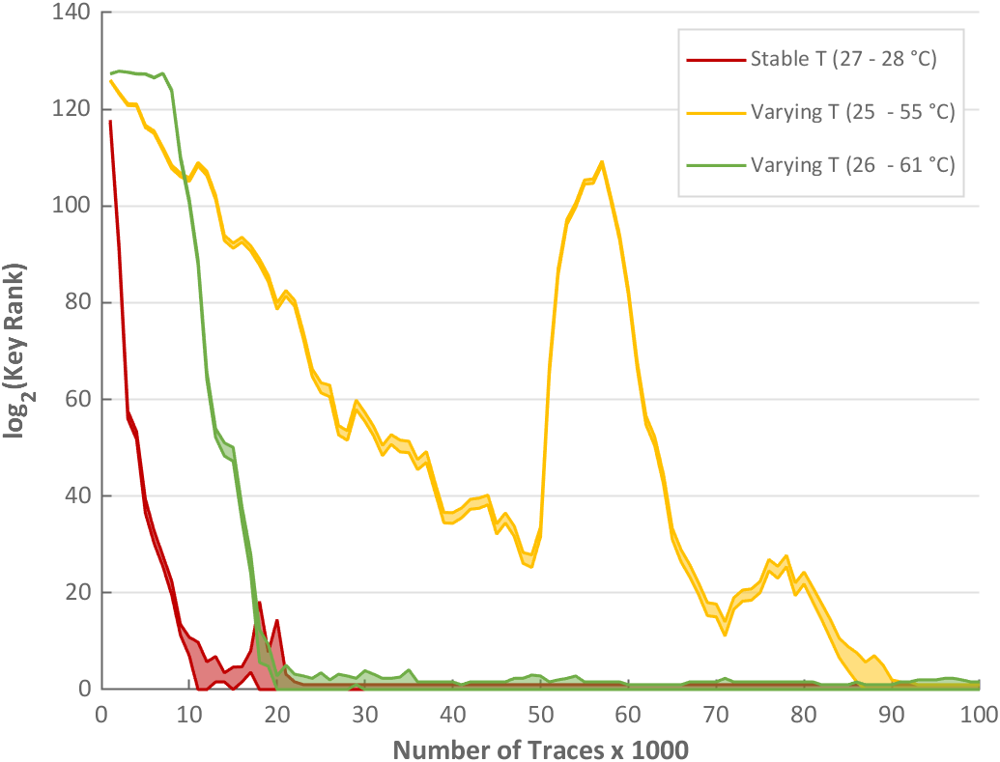 140
120
100
80
60
40
20
0
log2(Key Rank)
Stable T (27 - 28 °C)
Varying T (25  - 55 °C)
Varying T (26  - 61 °C)
0 10 20 30 40 50 60 70 80 90 100
Number of Traces x 1000